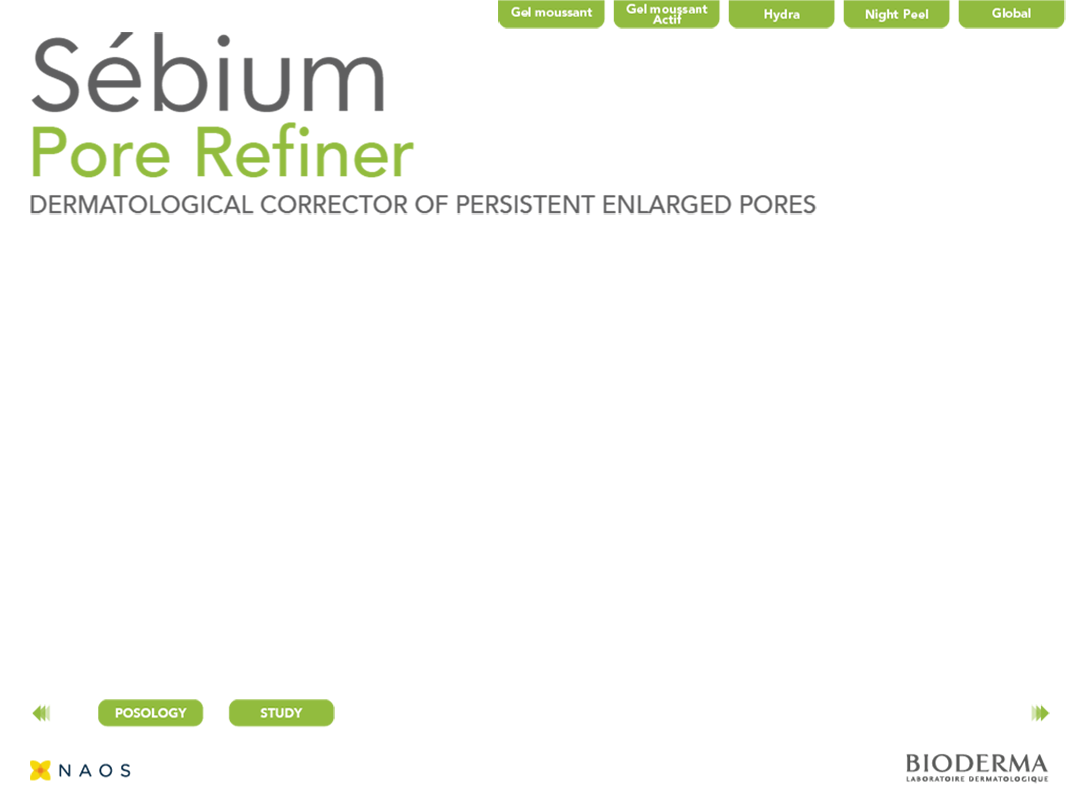 Gel moussant
Gel moussant
Actif
Hydra
Night Peel
Global
Sébium
Pore Refiner
DERMATOLOGICAL CORRECTOR OF PERSISTENT ENLARGED PORES
POSOLOGY
STUDY
NAOS
BIODERMA
LABORATOIRE DERMATOLOGIQUE